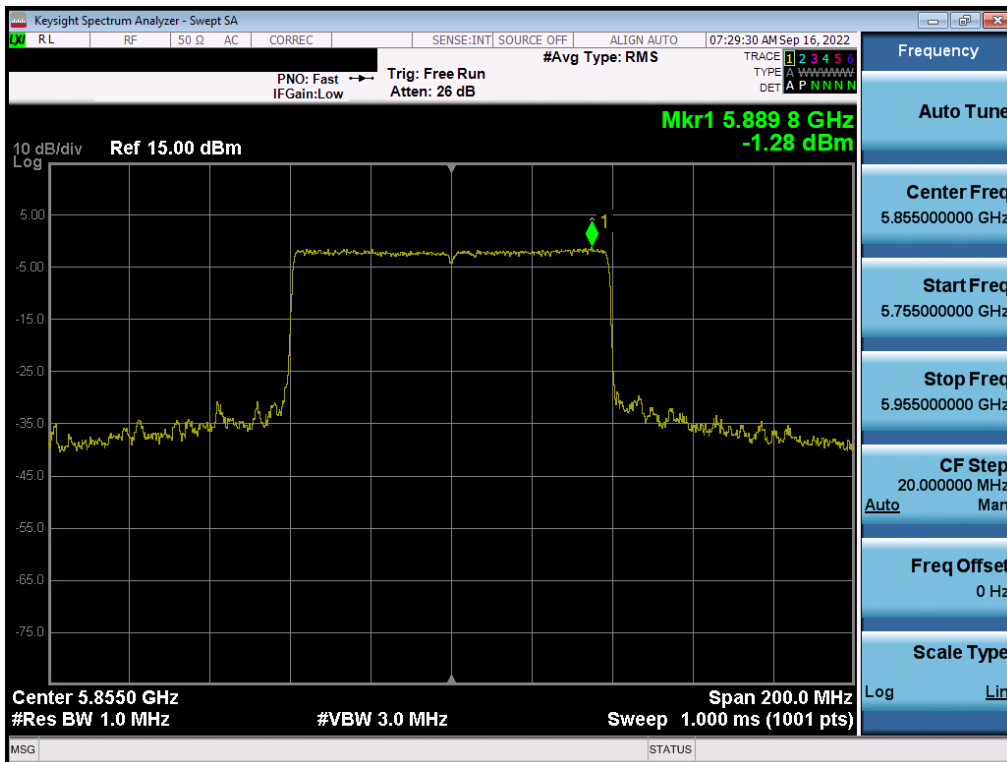 Keysight Spectrum Analyzer - Swept SA
LXI RL RF 50 Ω AC CORREC SENSE:INT SOURCE OFF ALIGN AUTO 07:29:30 AM Sep 16, 2022
Frequency
#Avg Type: RMS TRACE 1 2 3 4 5 6
PNO: Fast Trig: Free Run TYPE A WWWWW
IFGain:Low Atten: 26 dB DET A P N N N N
Auto Tune
Mkr1 5.889 8 GHz
10 dB/div Ref 15.00 dBm -1.28 dBm
Log
1
5.00
-5.00
-15.0
-25.0
-35.0
-45.0
-55.0
-65.0
-75.0
Center Freq
5.855000000 GHz
Start Freq
5.755000000 GHz
Stop Freq
5.955000000 GHz
CF Step
20.000000 MHz
Auto Man
Freq Offset
0 Hz
Scale Type
Log Lin
Center 5.8550 GHz Span 200.0 MHz
#Res BW 1.0 MHz #VBW 3.0 MHz Sweep 1.000 ms (1001 pts)
MSG STATUS